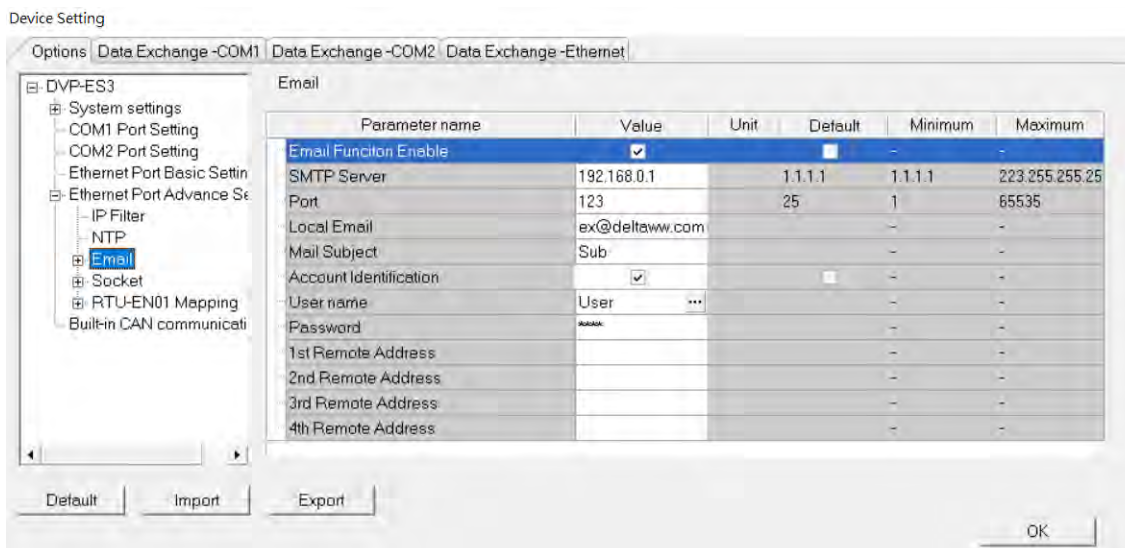 Device Setting
Options Data Exchange -COM1 Data Exchange -COM2 Data Exchange -Ethernet
DVP-ES3
System settings
COM1 Port Setting
COM2 Port Setting
Ethernet Port Basic Settin
Ethernet Port Advance Se
IP Filter
NTP
Email
Socket
RTU-EN01 Mapping
Built-in CAN communicati
Email
Parameter name Value Unit Default Minimum Maximum
Email Funciton Enable - -
SMTP Server 192.168.0.1 1.1.1.1 1.1.1.1 223.255.255.25
Port 123 25 1 65535
Local Email ex@deltaww.com - -
Mail Subject Sub - -
Account Identification - -
User name User ... - -
Password - -
1st Remote Address - -
2nd Remote Address - -
3rd Remote Address - -
4th Remote Address - -
Default Import Export
OK